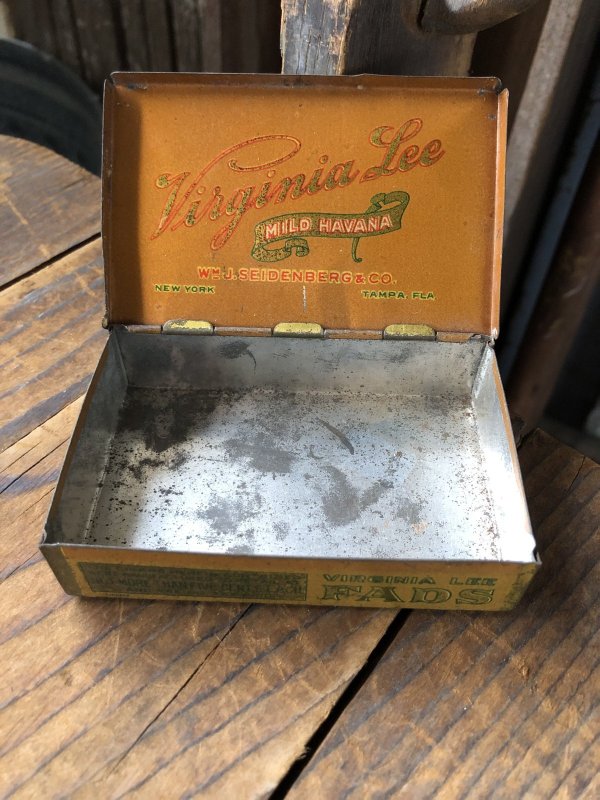 Virginia Lee
MILD HAVANA
WM J. SEIDENBERG & CO.
NEW YORK TAMPA, FLA.
VIRGINIA LEE
FADS